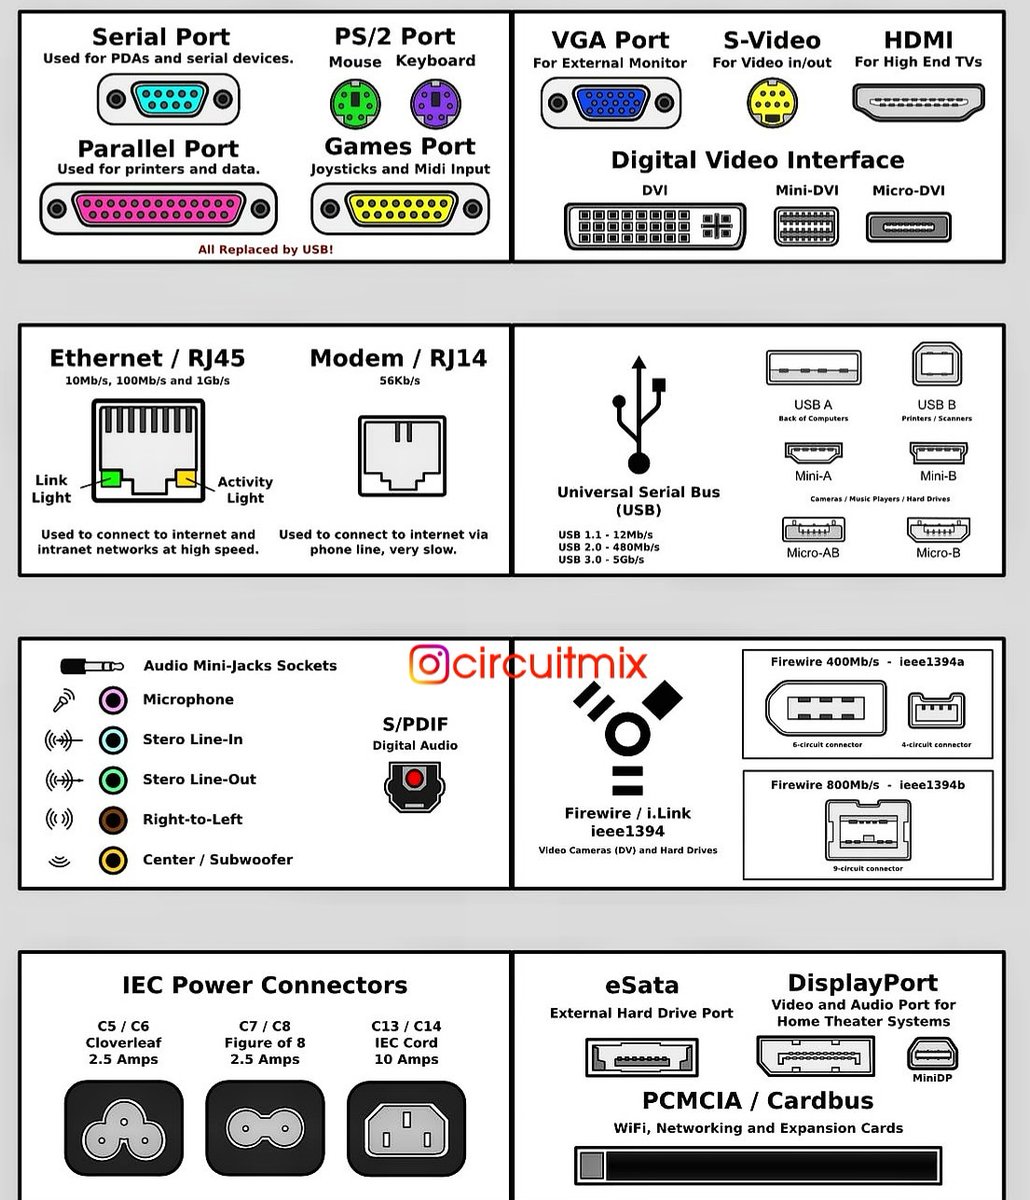 Serial Port
Used for PDAs and serial devices.
PS/2 Port
Mouse Keyboard
Parallel Port
Used for printers and data.
Games Port
Joysticks and Midi Input
All Replaced by USB!
VGA Port
For External Monitor
S-Video
For Video in/out
HDMI
For High End TVs
Digital Video Interface
DVI
Mini-DVI
Micro-DVI
Ethernet / RJ45
10Mb/s, 100Mb/s and 1Gb/s
Link
Light
Activity
Light
Used to connect to internet and
intranet networks at high speed.
Modem / RJ14
56Kb/s
Used to connect to internet via
phone line, very slow.
Universal Serial Bus
(USB)
USB 1.1 - 12Mb/s
USB 2.0 - 480Mb/s
USB 3.0 - 5Gb/s
USB A
Back of Computers
USB B
Printers / Scanners
Mini-A
Mini-B
Cameras / Music Players / Hard Drives
Micro-AB
Micro-B
circuitmix
Audio Mini-Jacks Sockets
Microphone
Stero Line-In
Stero Line-Out
Right-to-Left
Center / Subwoofer
S/PDIF
Digital Audio
Firewire / i.Link
ieee1394
Video Cameras (DV) and Hard Drives
Firewire 400Mb/s - ieee1394a
6-circuit connector
4-circuit connector
Firewire 800Mb/s - ieee1394b
9-circuit connector
IEC Power Connectors
C5 / C6
Cloverleaf
2.5 Amps
C7 / C8
Figure of 8
2.5 Amps
C13 / C14
IEC Cord
10 Amps
eSata
External Hard Drive Port
DisplayPort
Video and Audio Port for
Home Theater Systems
MiniDP
PCMCIA / Cardbus
WiFi, Networking and Expansion Cards